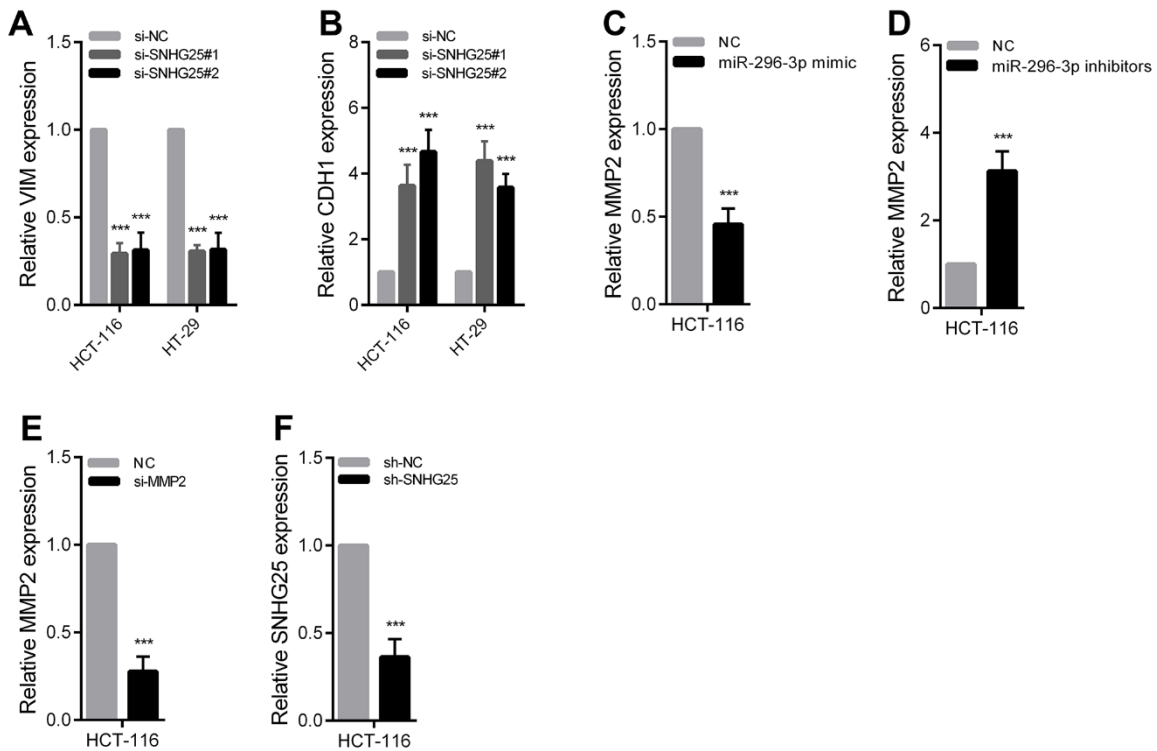 A
si-NC
si-SNHG25#1
si-SNHG25#2
Relative VIM expression
1.5
1.0
0.5
0.0
*** ***
*** ***
HCT-116
HT-29
B
si-NC
si-SNHG25#1
si-SNHG25#2
Relative CDH1 expression
8
6
4
2
0
*** ***
*** ***
HCT-116
HT-29
C
NC
miR-296-3p mimic
Relative MMP2 expression
1.5
1.0
0.5
0.0
***
HCT-116
D
NC
miR-296-3p inhibitors
Relative MMP2 expression
6
4
2
0
***
HCT-116
E
NC
si-MMP2
Relative MMP2 expression
1.5
1.0
0.5
0.0
***
HCT-116
F
sh-NC
sh-SNHG25
Relative SNHG25 expression
1.5
1.0
0.5
0.0
***
HCT-116